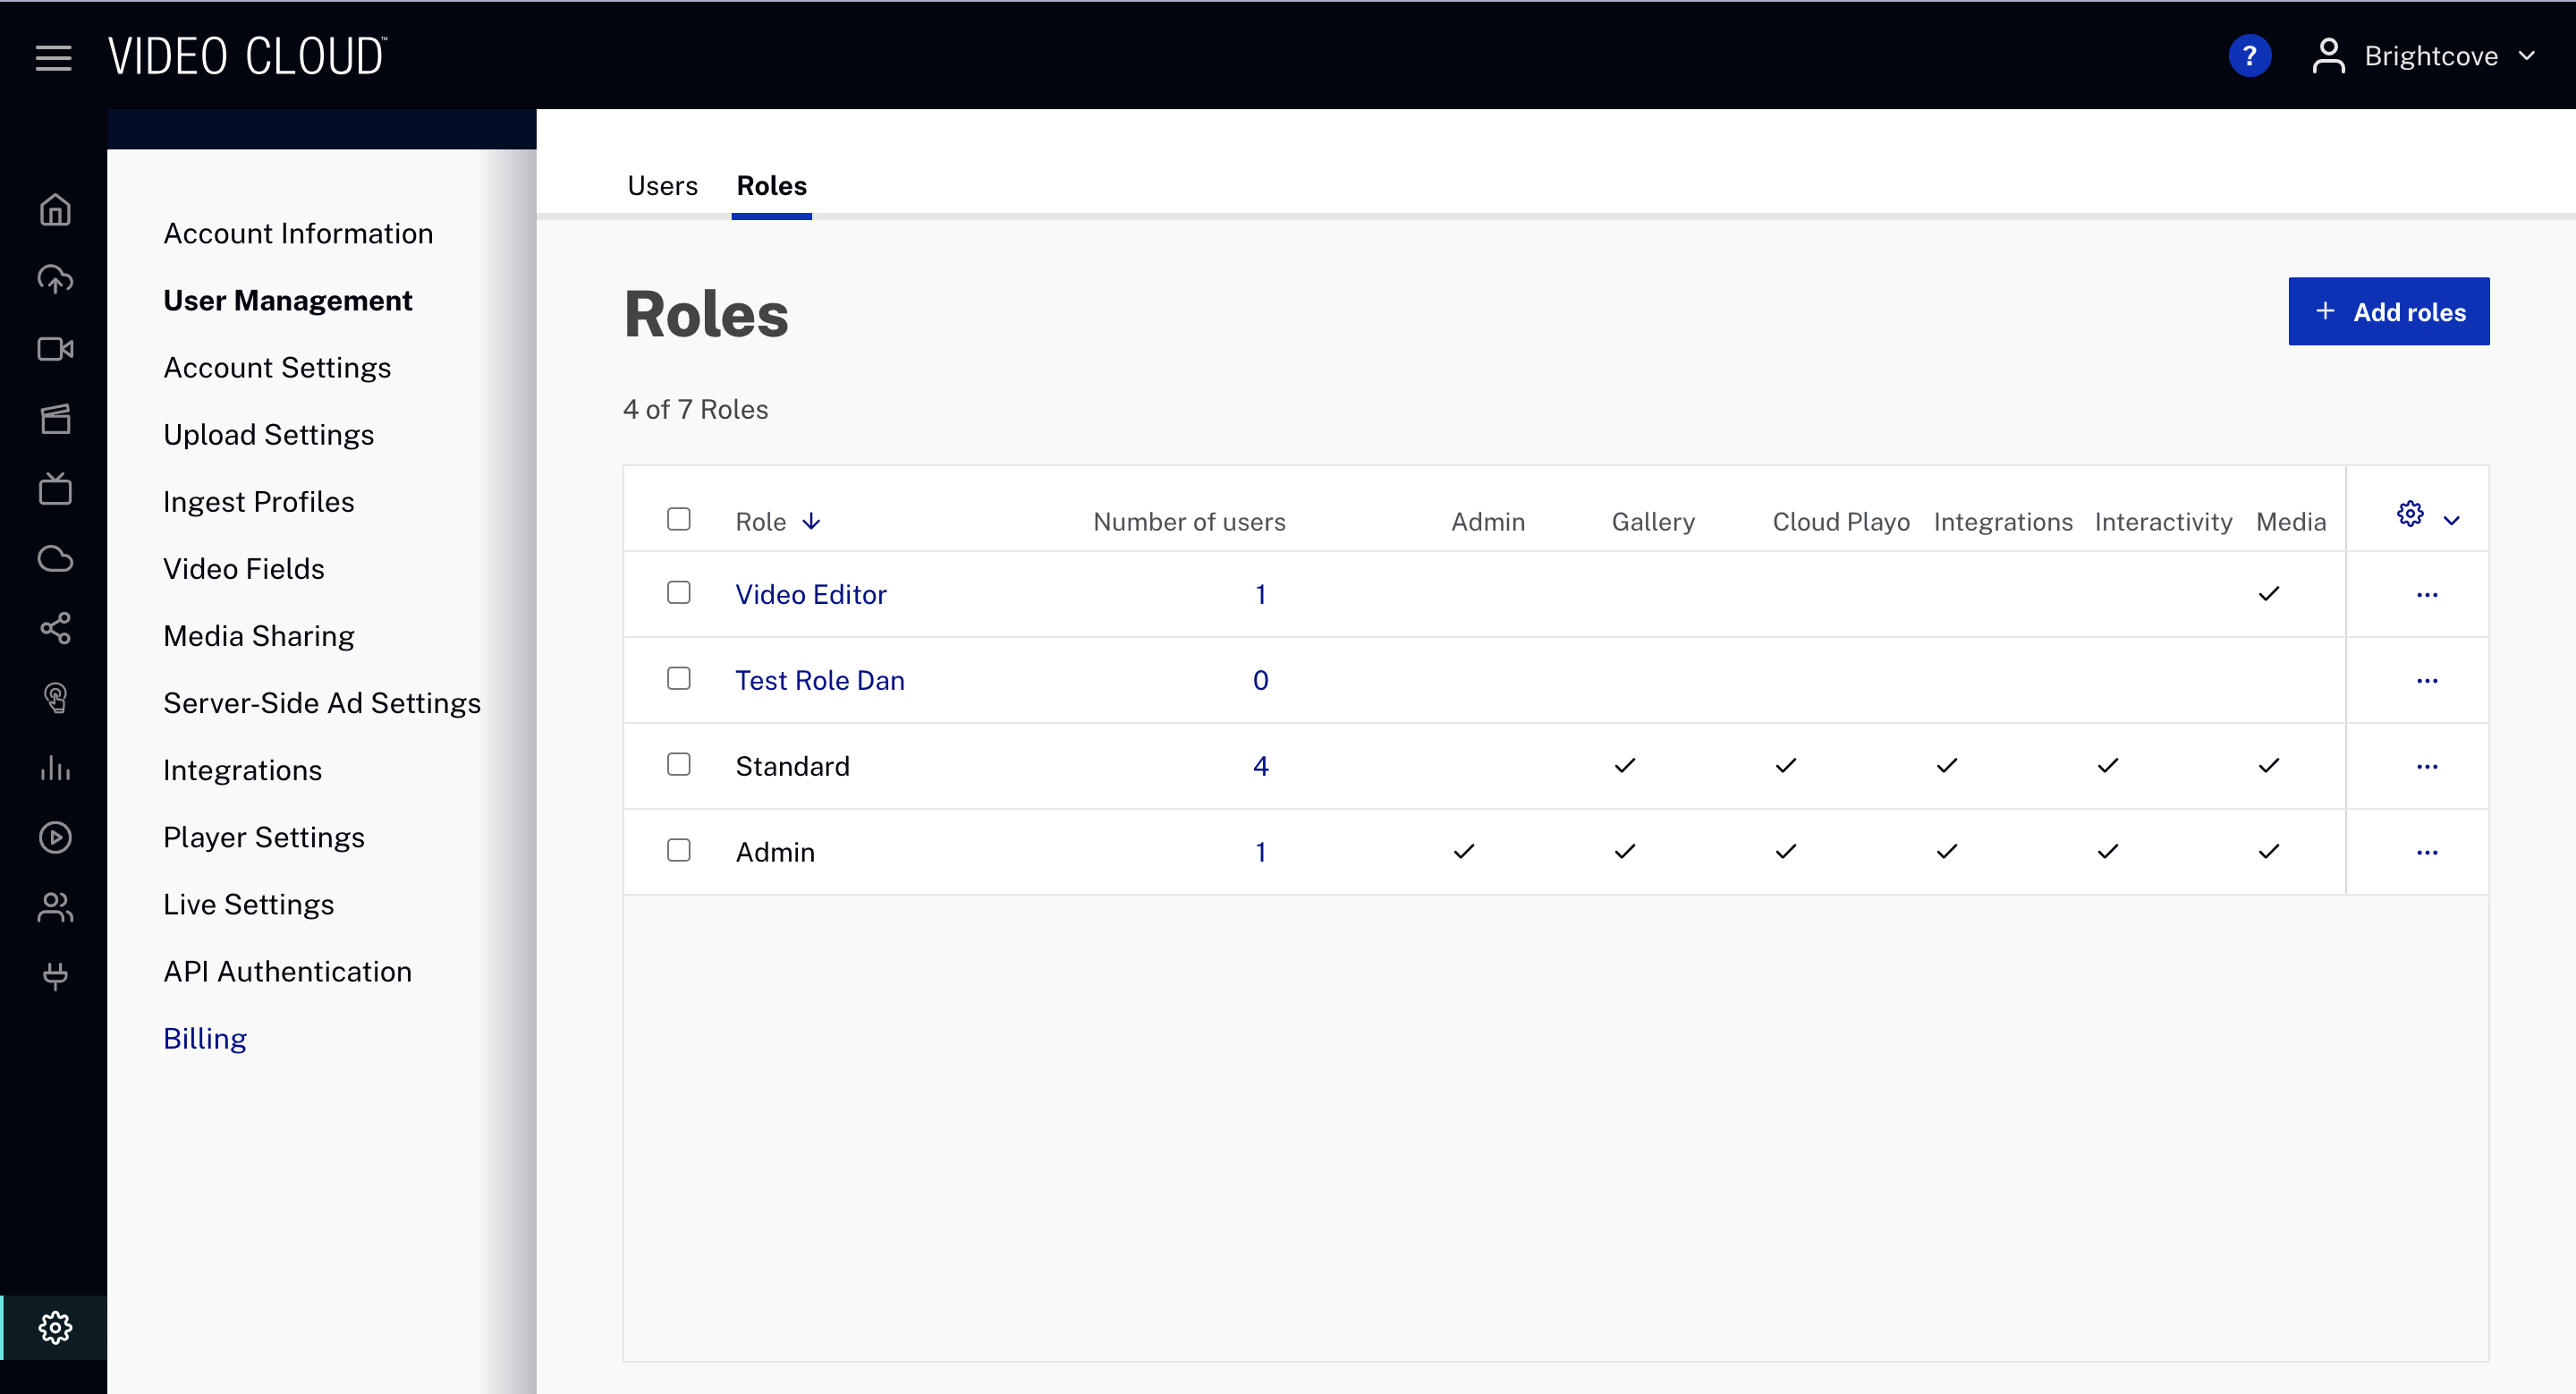 VIDEO CLOUD™
?
Brightcove
Users
Roles
Account Information
User Management
Account Settings
Upload Settings
Ingest Profiles
Video Fields
Media Sharing
Server-Side Ad Settings
Integrations
Player Settings
Live Settings
API Authentication
Billing
Roles
+ Add roles
4 of 7 Roles
Role Number of users Admin Gallery Cloud Playo Integrations Interactivity Media
Video Editor 1
Test Role Dan 0
Standard 4
Admin 1